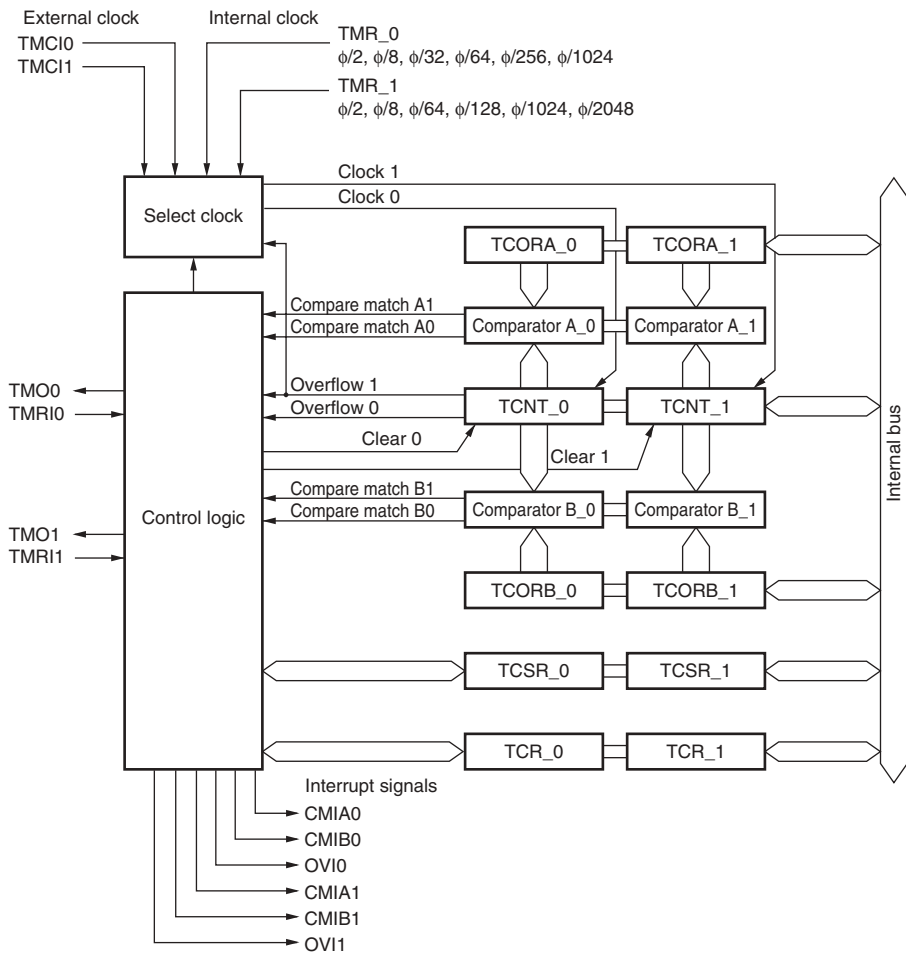 External clock
Internal clock
TMCI0
TMCI1
TMR_0
ϕ/2, ϕ/8, ϕ/32, ϕ/64, ϕ/256, ϕ/1024
TMR_1
ϕ/2, ϕ/8, ϕ/64, ϕ/128, ϕ/1024, ϕ/2048
Select clock
Clock 1
Clock 0
TCORA_0
TCORA_1
Compare match A1
Compare match A0
Comparator A_0
Comparator A_1
TMO0
TMRI0
Overflow 1
Overflow 0
TCNT_0
TCNT_1
Clear 0
Clear 1
Internal bus
Compare match B1
Compare match B0
Comparator B_0
Comparator B_1
Control logic
TMO1
TMRI1
TCORB_0
TCORB_1
TCSR_0
TCSR_1
TCR_0
TCR_1
Interrupt signals
CMIA0
CMIB0
OVI0
CMIA1
CMIB1
OVI1